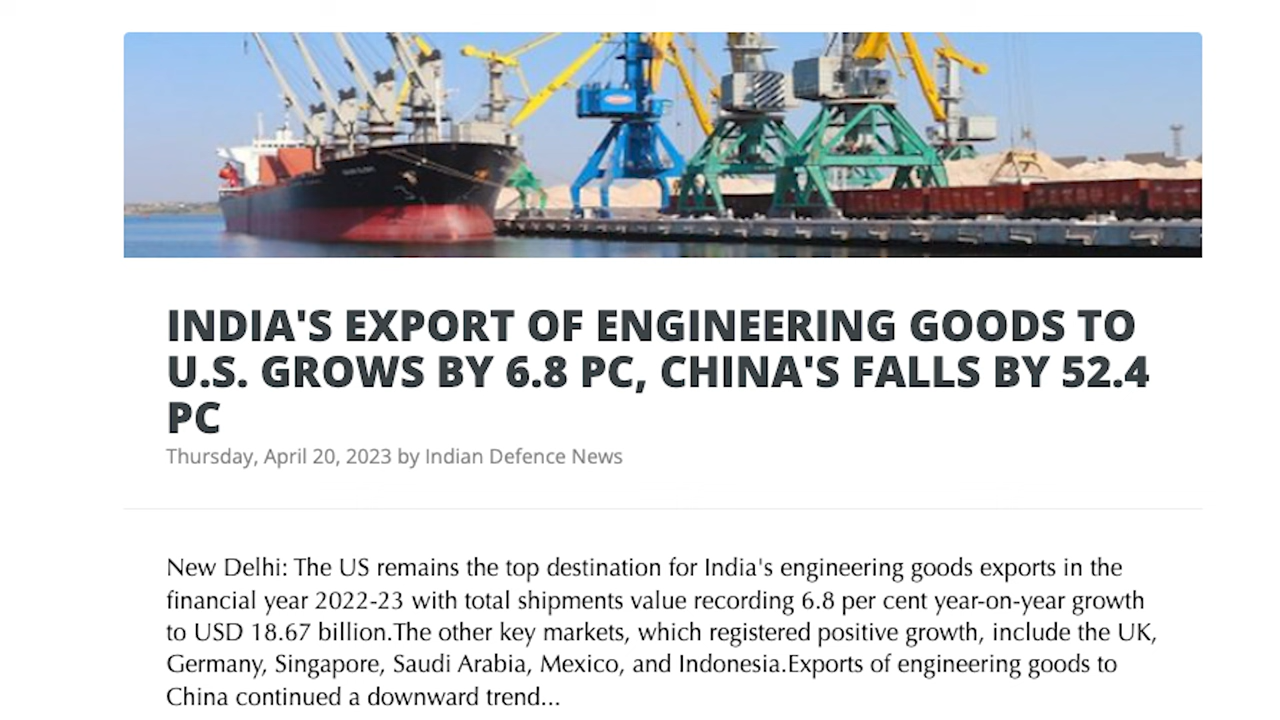 INDIA'S EXPORT OF ENGINEERING GOODS TO
U.S. GROWS BY 6.8 PC, CHINA'S FALLS BY 52.4
PC
Thursday, April 20, 2023 by Indian Defence News
New Delhi: The US remains the top destination for India's engineering goods exports in the
financial year 2022-23 with total shipments value recording 6.8 per cent year-on-year growth
to USD 18.67 billion.The other key markets, which registered positive growth, include the UK,
Germany, Singapore, Saudi Arabia, Mexico, and Indonesia.Exports of engineering goods to
China continued a downward trend...